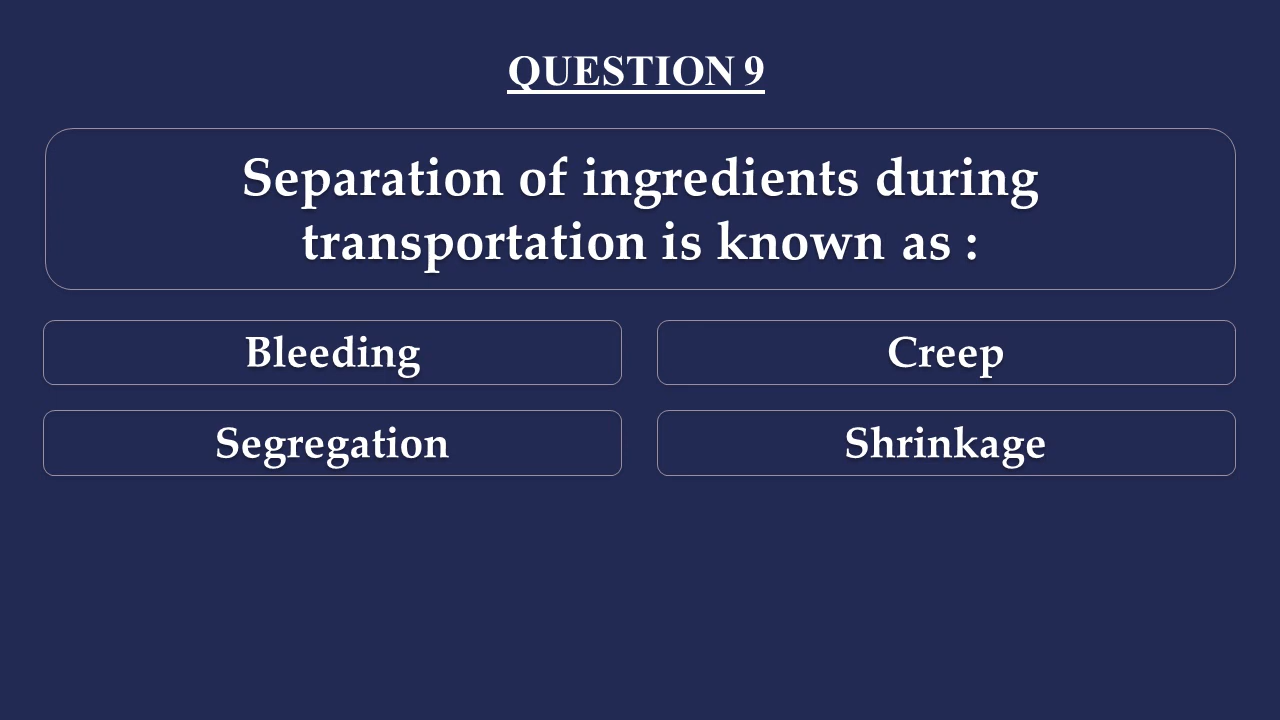 QUESTION 9
Separation of ingredients during
transportation is known as :
Bleeding
Creep
Segregation
Shrinkage